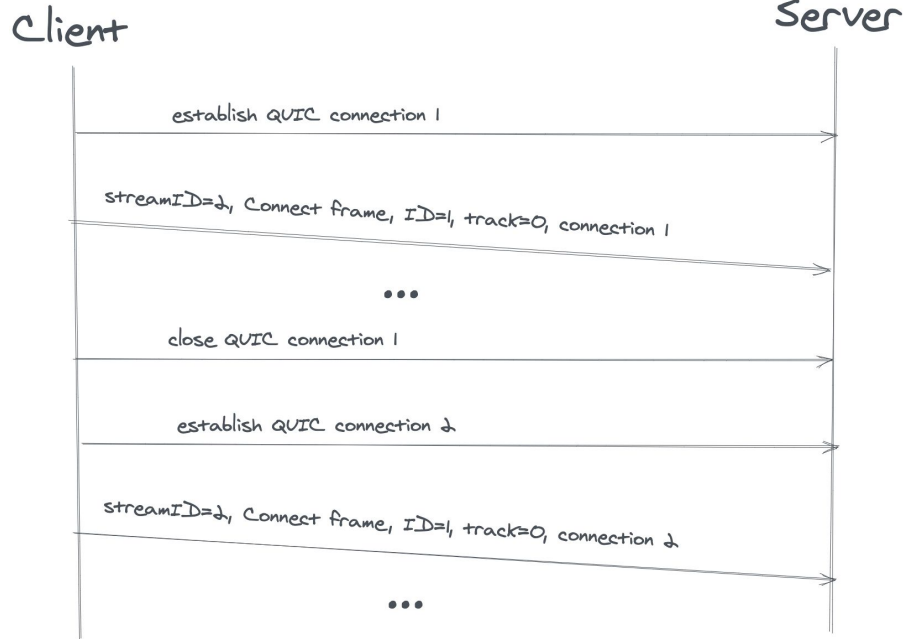 Client
Server
establish QUIC connection 1
streamID=2, Connect frame, ID=1, track=0, connection 1
...
close QUIC connection 1
establish QUIC connection 2
streamID=2, Connect frame, ID=1, track=0, connection 2
...